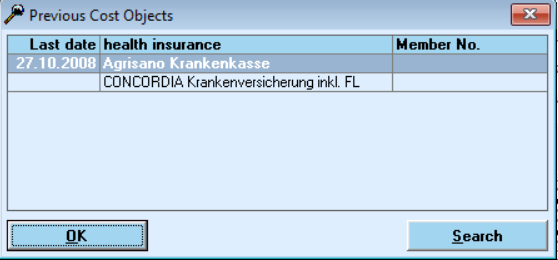 Previous Cost Objects
Last date health insurance Member No.
27.10.2008 Agrisano Krankenkasse
CONCORDIA Krankenversicherung inkl. FL
OK Search